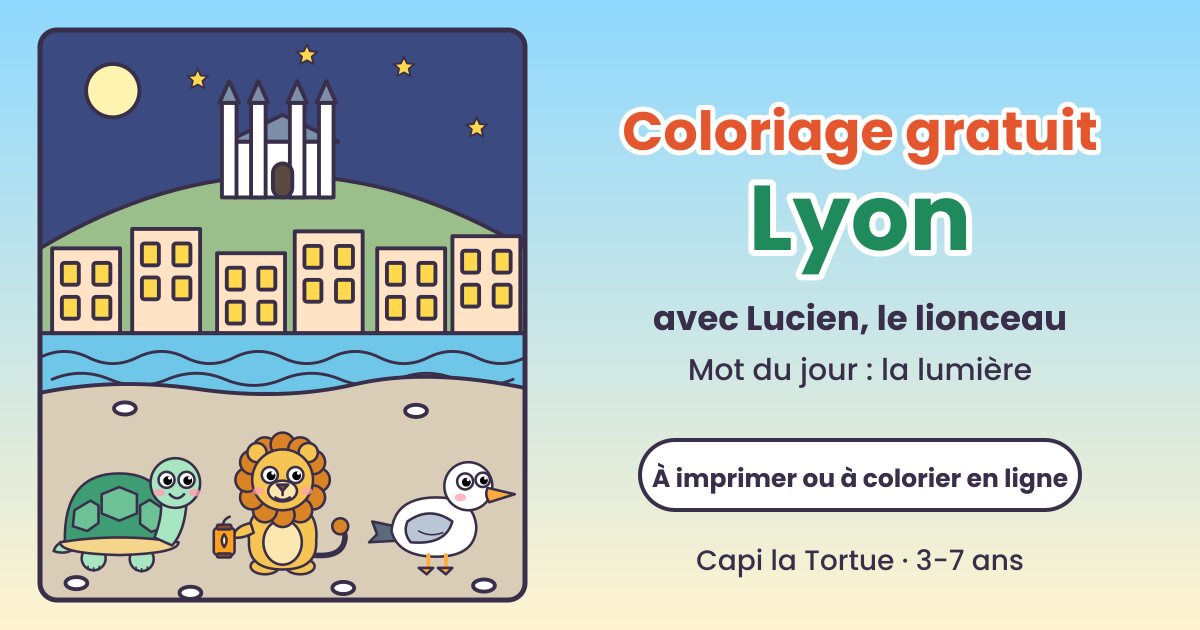 Coloriage gratuit
Lyon
avec Lucien, le lionceau
Mot du jour : la lumière
À imprimer ou à colorier en ligne
Capi la Tortue · 3-7 ans